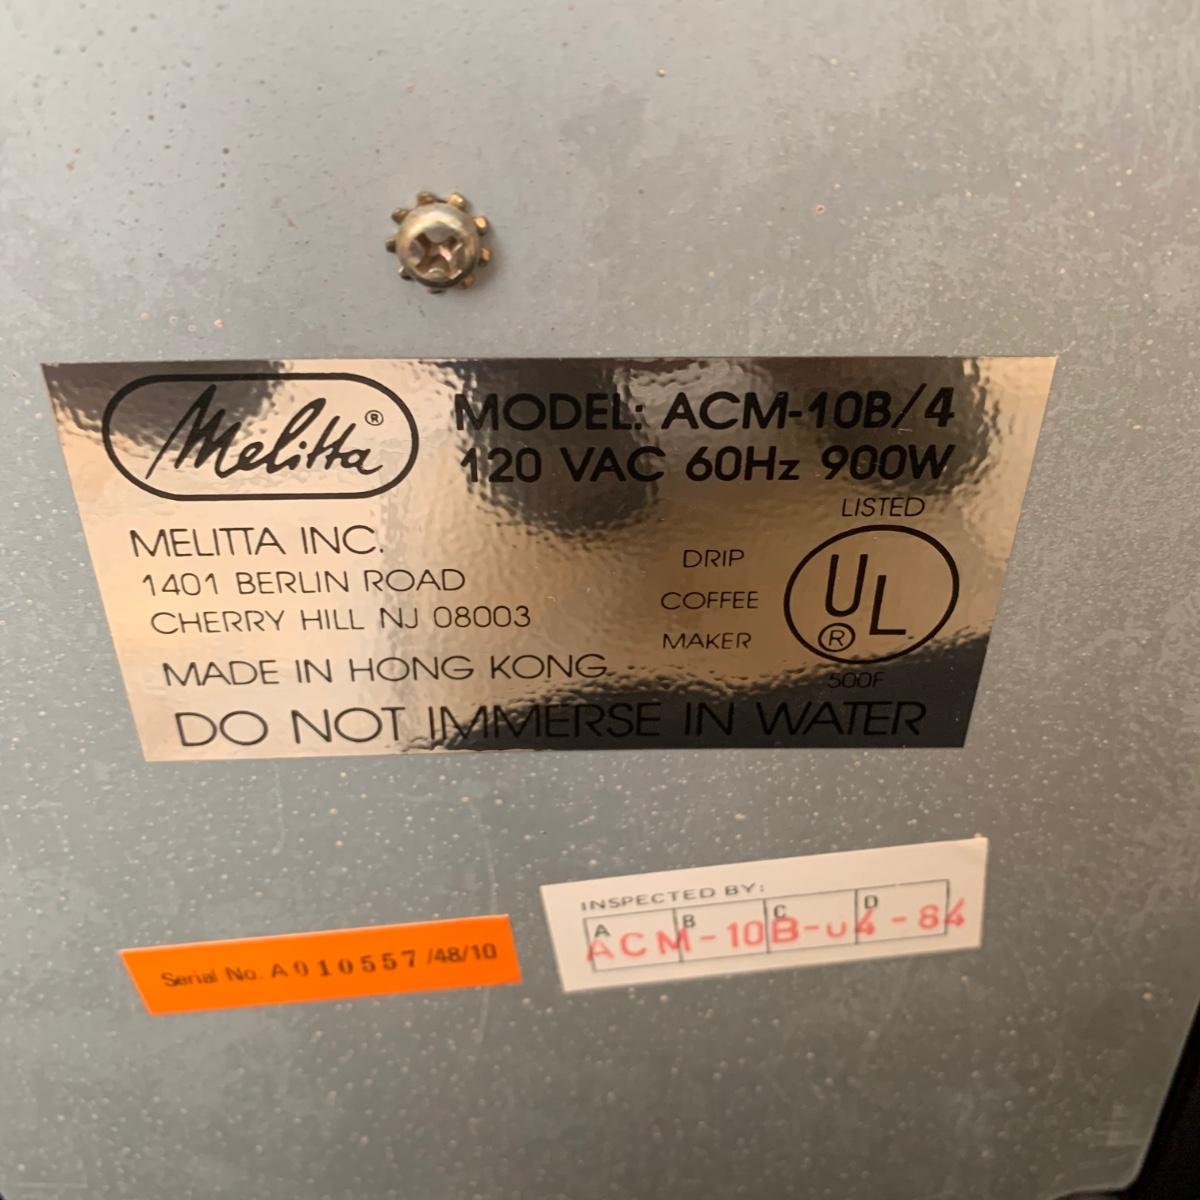 Melitta®
MODEL: ACM-10B/4
120 VAC 60Hz 900W
MELITTA INC.
1401 BERLIN ROAD
CHERRY HILL NJ 08003
MADE IN HONG KONG
DO NOT IMMERSE IN WATER
DRIP
COFFEE
MAKER
LISTED
UL®
500F
INSPECTED BY:
A B C D
ACM-10B-04-84
Serial No. A010557/48/10